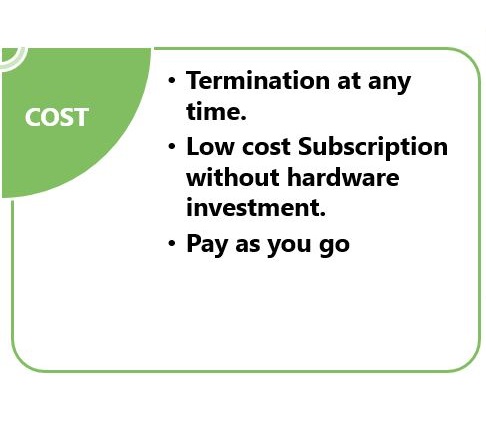 COST
• Termination at any
time.
• Low cost Subscription
without hardware
investment.
• Pay as you go